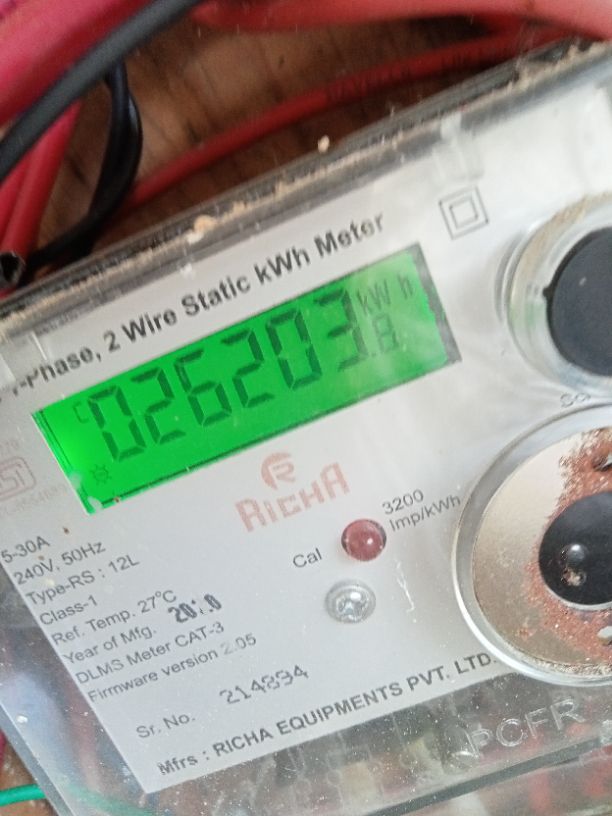 1-Phase, 2 Wire Static kWh Meter
C 026203.8 kWh
RICHA
3200
Imp/kWh
Cal
5-30A
240V, 50Hz
Type-RS : 12L
Class-1
Ref. Temp. 27°C
Year of Mfg.
DLMS Meter CAT-3
Firmware version 2.05
Sr. No. 214894
Mfrs : RICHA EQUIPMENTS PVT. LTD.